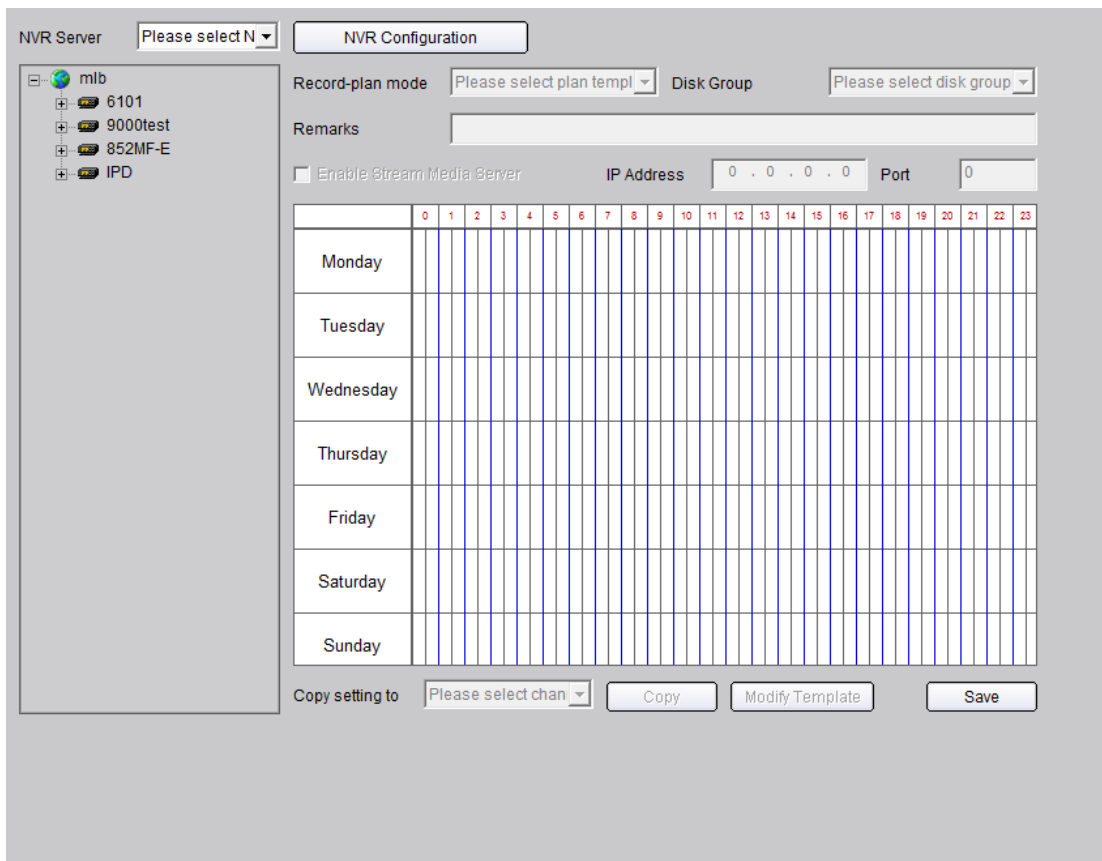 NVR Server Please select N NVR Configuration
mlb
6101
9000test
852MF-E
IPD
Record-plan mode Please select plan templ Disk Group Please select disk group
Remarks
Enable Stream Media Server IP Address 0 . 0 . 0 . 0 Port 0
0 1 2 3 4 5 6 7 8 9 10 11 12 13 14 15 16 17 18 19 20 21 22 23
Monday
Tuesday
Wednesday
Thursday
Friday
Saturday
Sunday
Copy setting to Please select chan Copy Modify Template Save